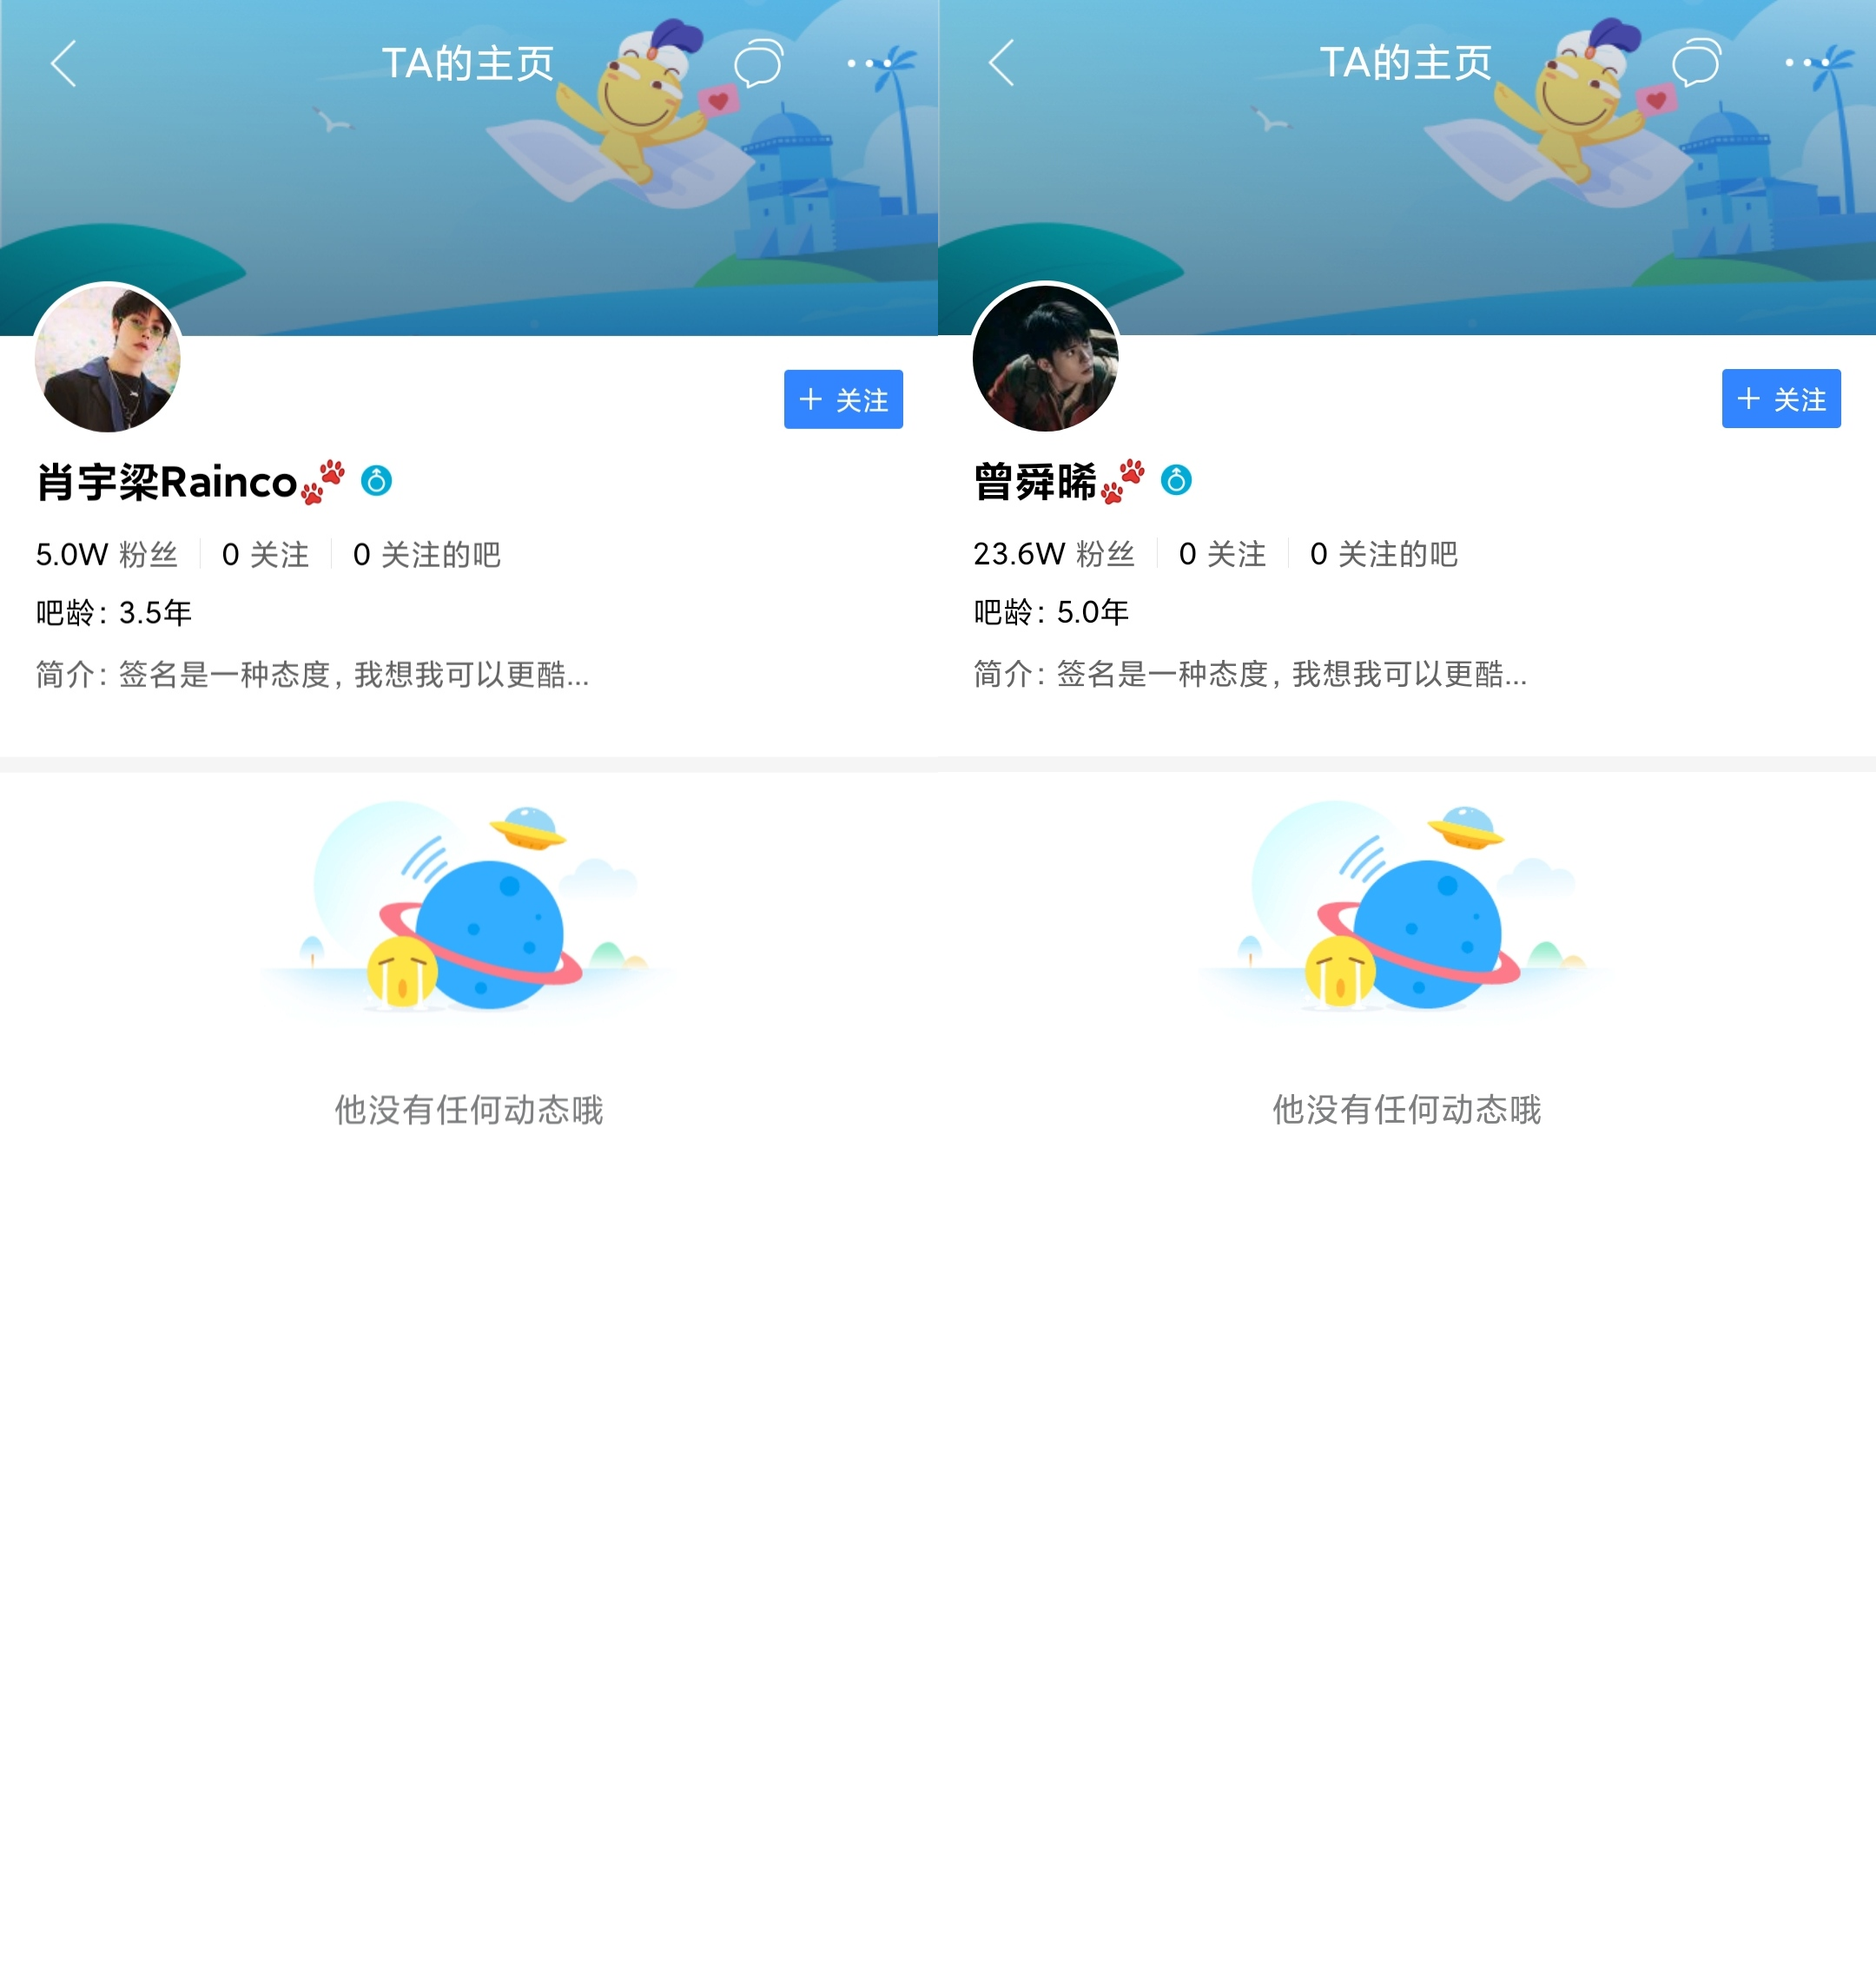 TA的主页
肖宇梁Rainco🐾
5.0W 粉丝 0 关注 0 关注的吧
吧龄: 3.5年
简介: 签名是一种态度, 我想我可以更酷...
+ 关注
他没有任何动态哦
TA的主页
曾舜晞🐾
23.6W 粉丝 0 关注 0 关注的吧
吧龄: 5.0年
简介: 签名是一种态度, 我想我可以更酷...
+ 关注
他没有任何动态哦